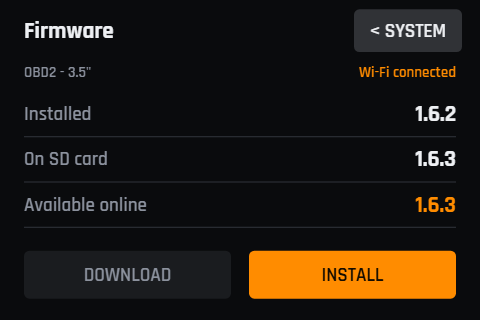 Firmware
< SYSTEM
OBD2 - 3.5"
Wi-Fi connected
Installed 1.6.2
On SD card 1.6.3
Available online 1.6.3
DOWNLOAD
INSTALL